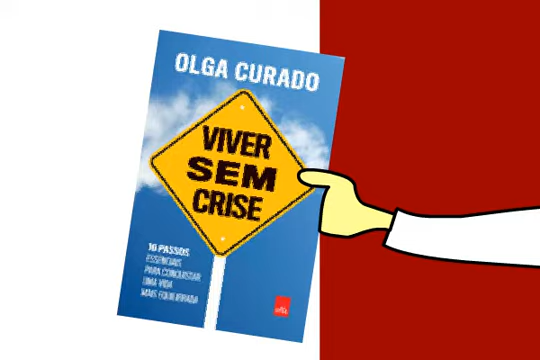 OLGA CURADO
VIVER
SEM
CRISE
10 PASSOS
ESSENCIAIS
PARA CONQUISTAR
UMA VIDA
MAIS EQUILIBRADA